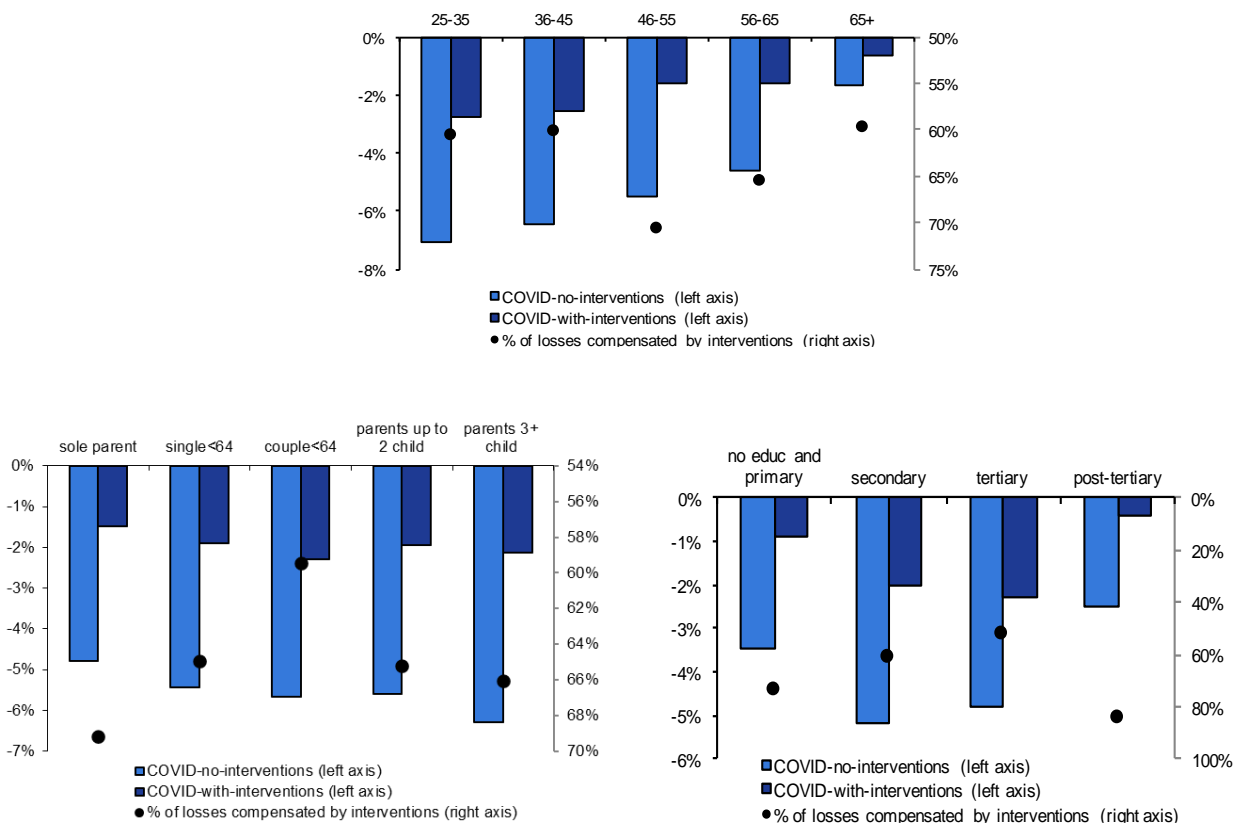 25-35 36-45 46-55 56-65 65+
0% 50%
55%
-2%
60%
-4%
65%
-6% 70%
-8% 75%
COVID-no-interventions (left axis)
COVID-with-interventions (left axis)
% of losses compensated by interventions (right axis)
sole parent single<64 couple<64 parents up to 2 child parents 3+ child
0% 54%
-1% 56%
-2% 58%
60%
-3%
62%
-4%
64%
-5%
66%
-6% 68%
-7% 70%
COVID-no-interventions (left axis)
COVID-with-interventions (left axis)
% of losses compensated by interventions (right axis)
no educ and primary secondary tertiary post-tertiary
0% 0%
-1%
20%
-2%
40%
-3%
60%
-4%
-5% 80%
-6% 100%
COVID-no-interventions (left axis)
COVID-with-interventions (left axis)
% of losses compensated by interventions (right axis)